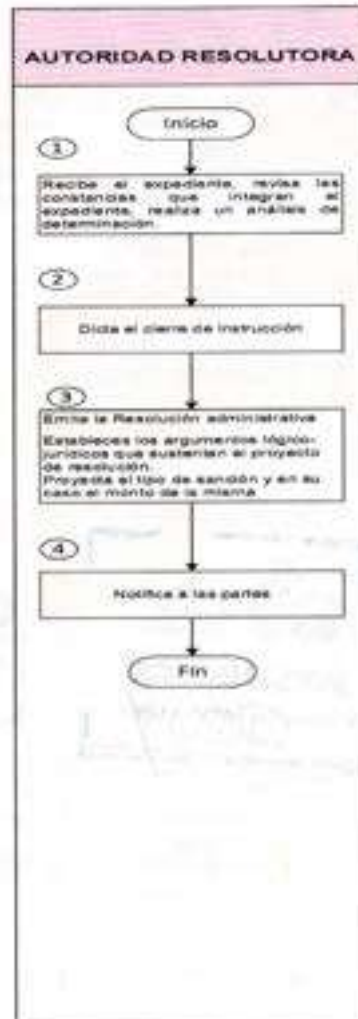 AUTORIDAD RESOLUTORA
Inicio
1
Recibe el expediente, revisa las
constancias que integran el
expediente, realiza un análisis de
determinación.
2
Dicta el cierre de instrucción
3
Emite la Resolución administrativa
Estableces los argumentos lógico-
jurídicos que sustentan el proyecto
de resolución.
Proyecta el tipo de sanción y en su
caso el monto de la misma
4
Notifica a las partes
Fin